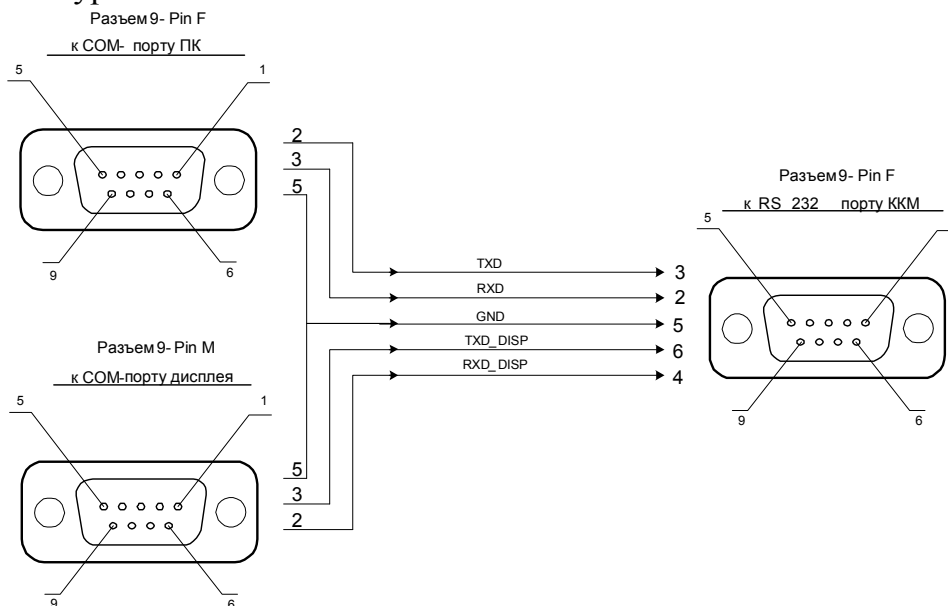 Разъем 9- Pin F
к COM- порту ПК
5
1
2
3
5
9
6
Разъем 9- Pin F
к RS 232 порту ККМ
5
TXD
3
RXD
2
GND
5
TXD_DISP
6
RXD_DISP
4
9
6
Разъем 9- Pin M
к COM-порту дисплея
5
1
5
3
2
9
6